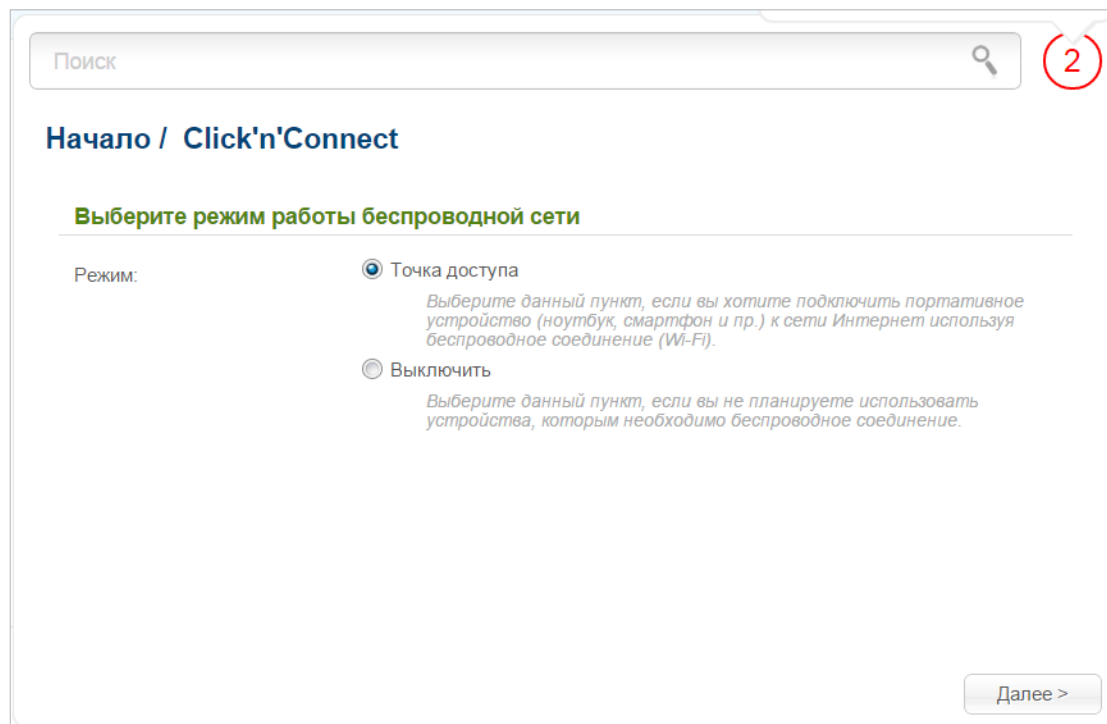 Поиск
2
Начало / Click'n'Connect
Выберите режим работы беспроводной сети
Режим:
Точка доступа
Выберите данный пункт, если вы хотите подключить портативное
устройство (ноутбук, смартфон и пр.) к сети Интернет используя
беспроводное соединение (Wi-Fi).
Выключить
Выберите данный пункт, если вы не планируете использовать
устройства, которым необходимо беспроводное соединение.
Далее >